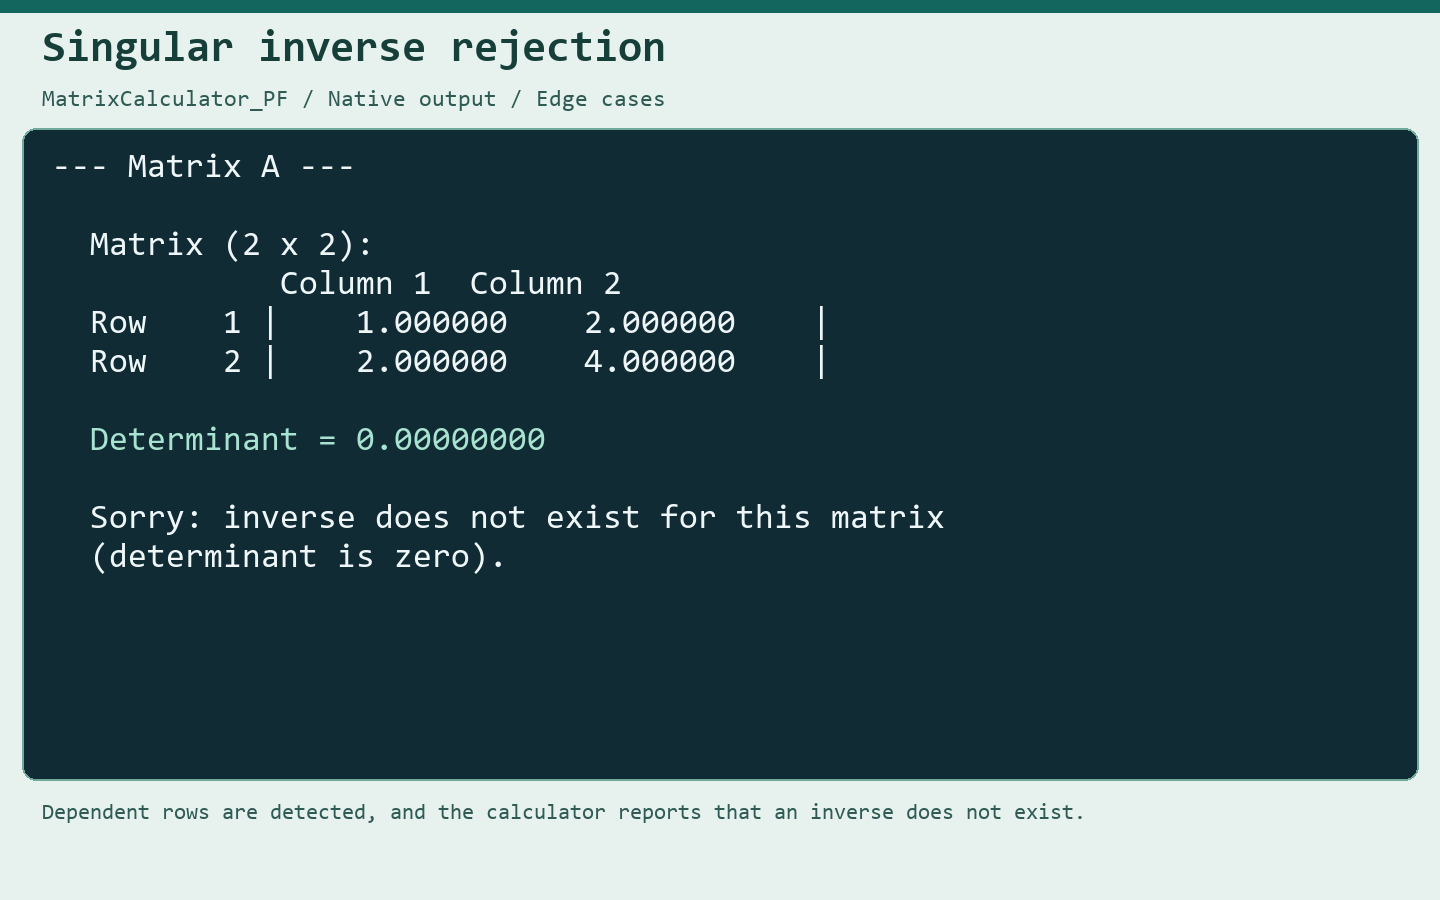 Singular inverse rejection
MatrixCalculator_PF / Native output / Edge cases
--- Matrix A ---
Matrix (2 x 2):
Column 1  Column 2
Row    1 |    1.000000    2.000000    |
Row    2 |    2.000000    4.000000    |
Determinant = 0.00000000
Sorry: inverse does not exist for this matrix
(determinant is zero).
Dependent rows are detected, and the calculator reports that an inverse does not exist.